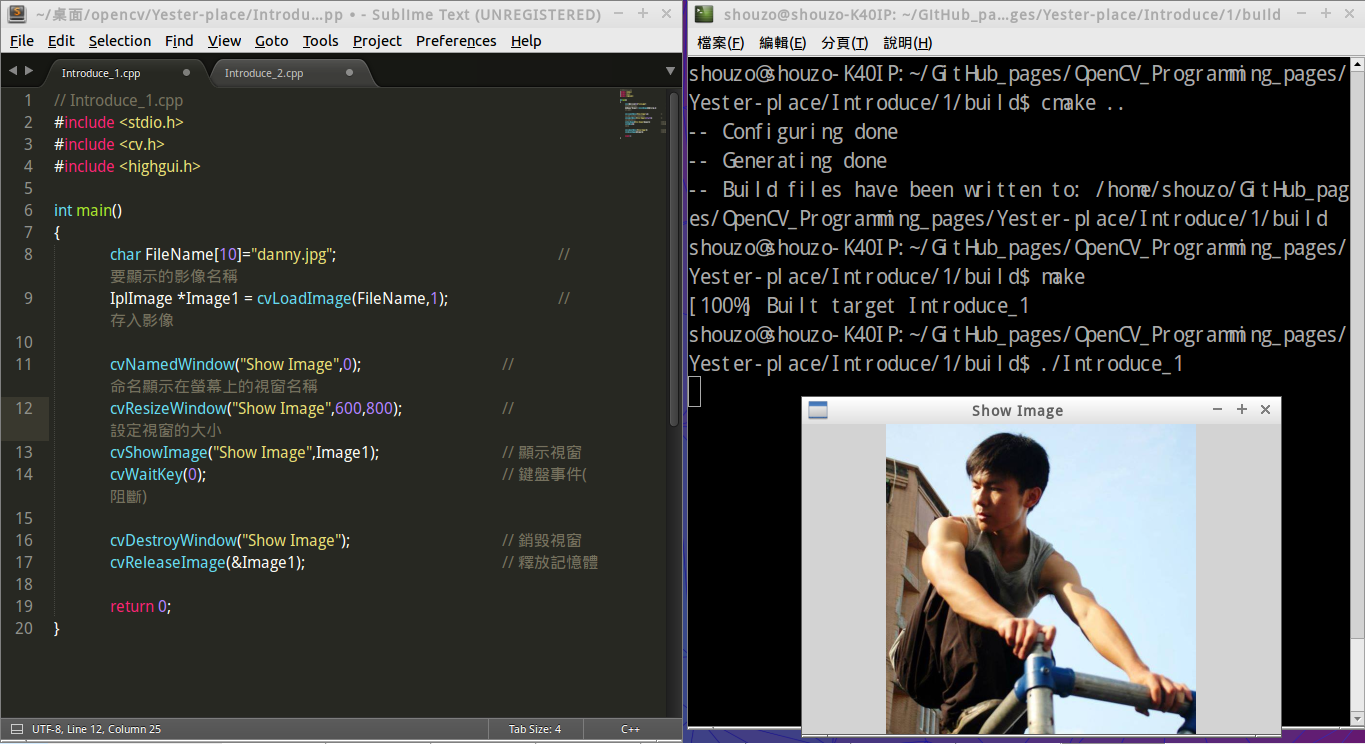 ~/桌面/opencv/Yester-place/Introdu...pp • - Sublime Text (UNREGISTERED)
File Edit Selection Find View Goto Tools Project Preferences Help
Introduce_1.cpp Introduce_2.cpp
1 // Introduce_1.cpp
2 #include <stdio.h>
3 #include <cv.h>
4 #include <highgui.h>
5
6 int main()
7 {
8 char FileName[10]="danny.jpg"; //
要顯示的影像名稱
9 IplImage *Image1 = cvLoadImage(FileName,1); //
存入影像
10
11 cvNamedWindow("Show Image",0); //
命名顯示在螢幕上的視窗名稱
12 cvResizeWindow("Show Image",600,800); //
設定視窗的大小
13 cvShowImage("Show Image",Image1); // 顯示視窗
14 cvWaitKey(0); // 鍵盤事件(
阻斷)
15
16 cvDestroyWindow("Show Image"); // 銷毀視窗
17 cvReleaseImage(&Image1); // 釋放記憶體
18
19 return 0;
20 }
UTF-8, Line 12, Column 25 Tab Size: 4 C++
shouzo@shouzo-K40IP: ~/GitHub_pa...ges/Yester-place/Introduce/1/build
檔案(F) 編輯(E) 分頁(T) 說明(H)
shouzo@shouzo-K40IP:~/GitHub_pages/OpenCV_Programming_pages/
Yester-place/Introduce/1/build$ cmake ..
-- Configuring done
-- Generating done
-- Build files have been written to: /home/shouzo/GitHub_pag
es/OpenCV_Programming_pages/Yester-place/Introduce/1/build
shouzo@shouzo-K40IP:~/GitHub_pages/OpenCV_Programming_pages/
Yester-place/Introduce/1/build$ make
[100%] Built target Introduce_1
shouzo@shouzo-K40IP:~/GitHub_pages/OpenCV_Programming_pages/
Yester-place/Introduce/1/build$ ./Introduce_1
Show Image